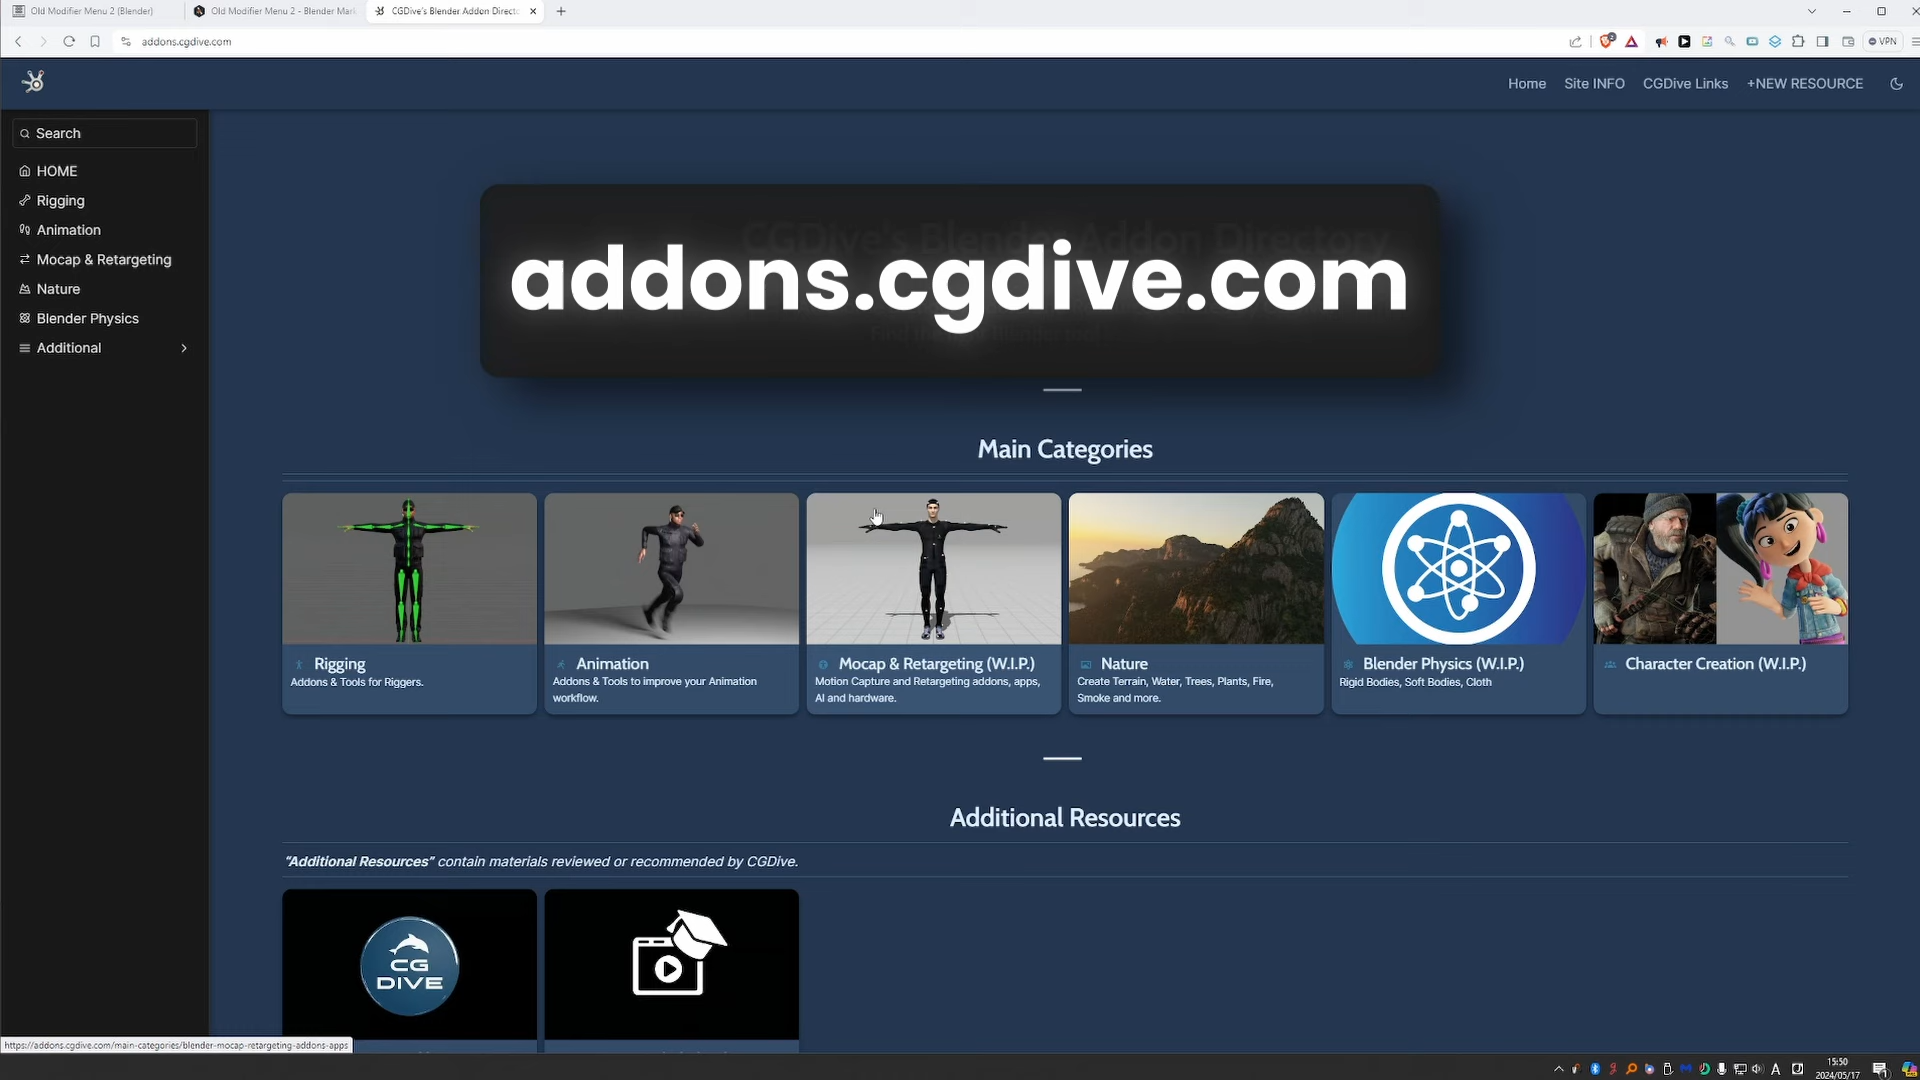 Old Modifier Menu 2 (Blender)
Old Modifier Menu 2 - Blender Mark
CGDive's Blender Addon Directo
addons.cgdive.com
VPN
Home
Site INFO
CGDive Links
+NEW RESOURCE
Search
HOME
Rigging
Animation
Mocap & Retargeting
Nature
Blender Physics
Additional
CGDive's Blender Addon Directory
addons.cgdive.com
Main Categories
Rigging
Addons & Tools for Riggers.
Animation
Addons & Tools to improve your Animation
workflow.
Mocap & Retargeting (W.I.P.)
Motion Capture and Retargeting addons, apps,
AI and hardware.
Nature
Create Terrain, Water, Trees, Plants, Fire,
Smoke and more.
Blender Physics (W.I.P.)
Rigid Bodies, Soft Bodies, Cloth
Character Creation (W.I.P.)
Additional Resources
"Additional Resources" contain materials reviewed or recommended by CGDive.
CG
DIVE
https://addons.cgdive.com/main-categories/blender-mocap-retargeting-addons-apps
A
15:50
2024/05/17